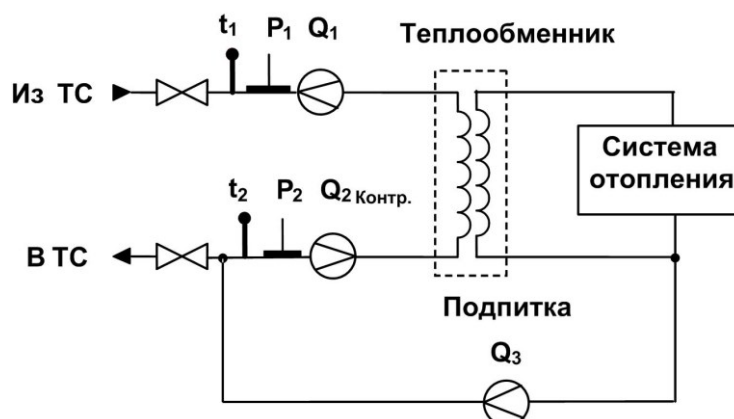 t1 P1 Q1 Теплообменник
Из ТС
Система
отопления
t2 P2 Q2 Контр.
В ТС
Подпитка
Q3